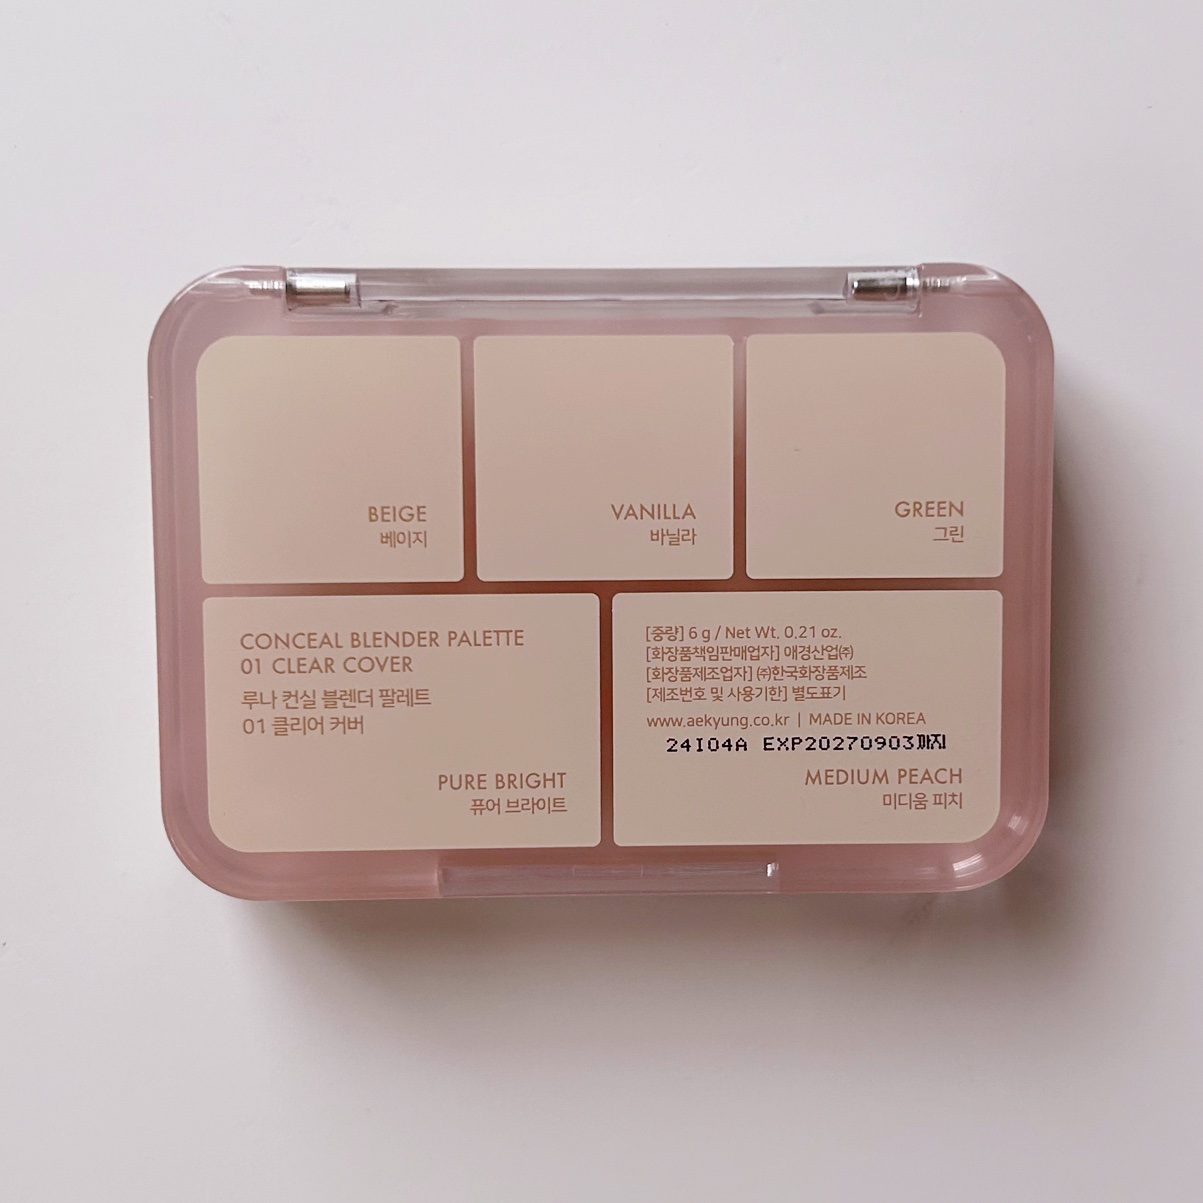 BEIGE
베이지
VANILLA
바닐라
GREEN
그린
CONCEAL BLENDER PALETTE
01 CLEAR COVER
루나 컨실 블렌더 팔레트
01 클리어 커버
PURE BRIGHT
퓨어 브라이트
[중량] 6 g / Net Wt. 0.21 oz.
[화장품책임판매업자] 애경산업㈜
[화장품제조업자] ㈜한국화장품제조
[제조번호 및 사용기한] 별도표기
www.aekyung.co.kr | MADE IN KOREA
24I04A EXP20270903까지
MEDIUM PEACH
미디움 피치